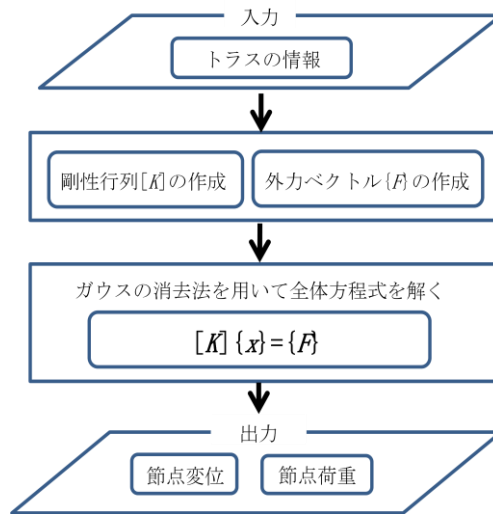 入力
トラスの情報
剛性行列[K]の作成
外力ベクトル{F}の作成
ガウスの消去法を用いて全体方程式を解く
[K]{x}={F}
出力
節点変位
節点荷重